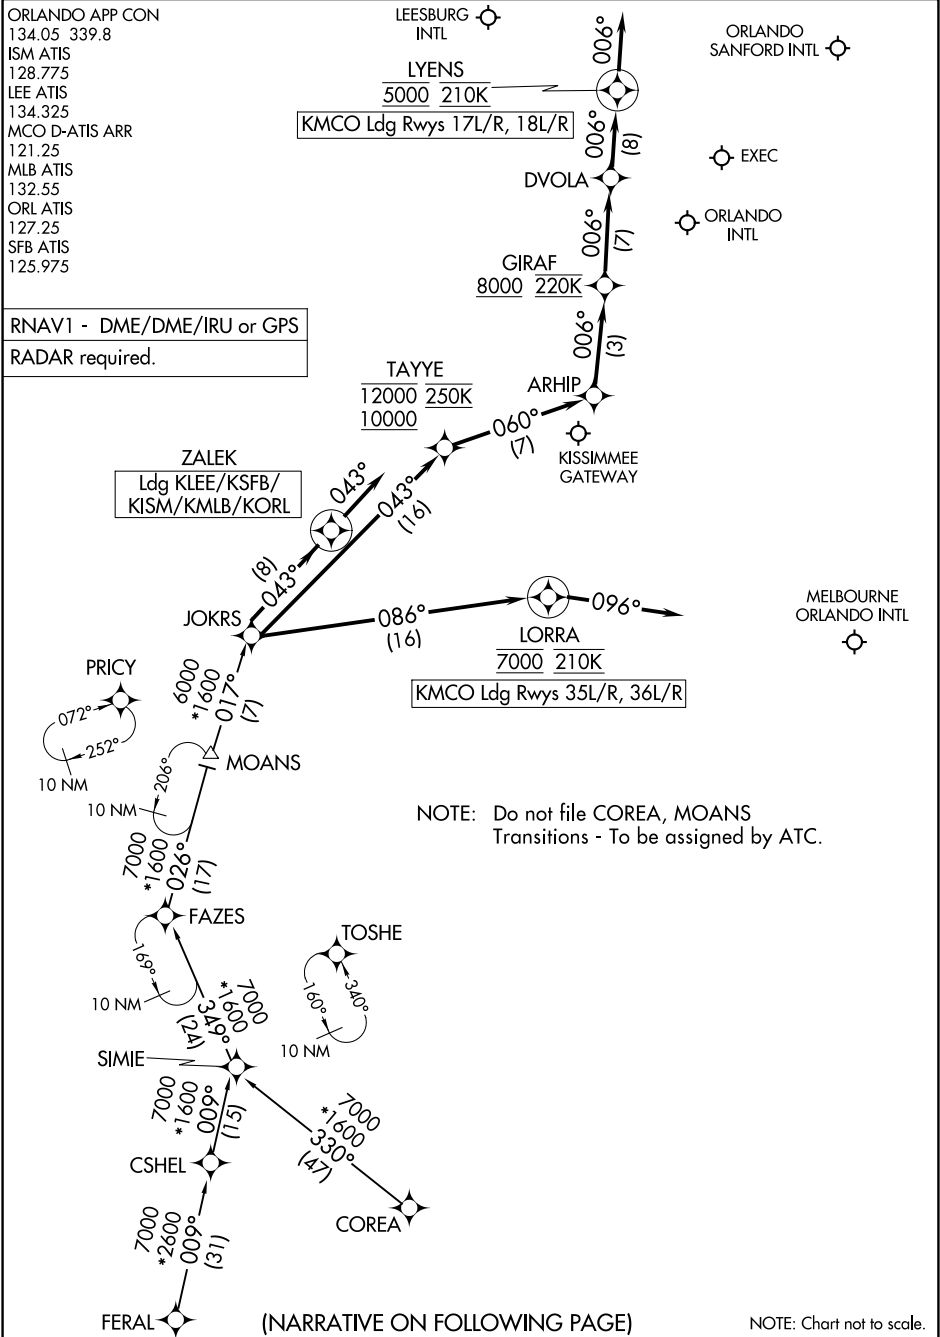 ORLANDO APP CON
134.05 339.8
ISM ATIS
128.775
LEE ATIS
134.325
MCO D-ATIS ARR
121.25
MLB ATIS
132.55
ORL ATIS
127.25
SFB ATIS
125.975
RNAV1 - DME/DME/IRU or GPS
RADAR required.
LEESBURG
INTL
ORLANDO
SANFORD INTL
006°
LYENS
5000 210K
KMCO Ldg Rwys 17L/R, 18L/R
006°
(8)
EXEC
DVOLA
ORLANDO
INTL
006°
(7)
GIRAF
8000 220K
006°
(3)
TAYYE
12000 250K
10000
ARHIP
060°
(7)
KISSIMMEE
GATEWAY
ZALEK
Ldg KLEE/KSFB/
KISM/KMLB/KORL
043°
043°
(16)
(8)
043°
JOKRS
086°
(16)
096°
LORRA
7000 210K
KMCO Ldg Rwys 35L/R, 36L/R
MELBOURNE
ORLANDO INTL
PRICY
072°
252°
10 NM
6000
*1600
017°
(7)
MOANS
206°
10 NM
7000
*1600
026°
(17)
NOTE: Do not file COREA, MOANS
Transitions - To be assigned by ATC.
FAZES
169°
10 NM
TOSHE
160°
340°
10 NM
7000
*1600
349°
(24)
SIMIE
7000
*1600
009°
(15)
7000
*1600
330°
(47)
CSHEL
COREA
7000
*2600
009°
(31)
FERAL
(NARRATIVE ON FOLLOWING PAGE)
NOTE: Chart not to scale.